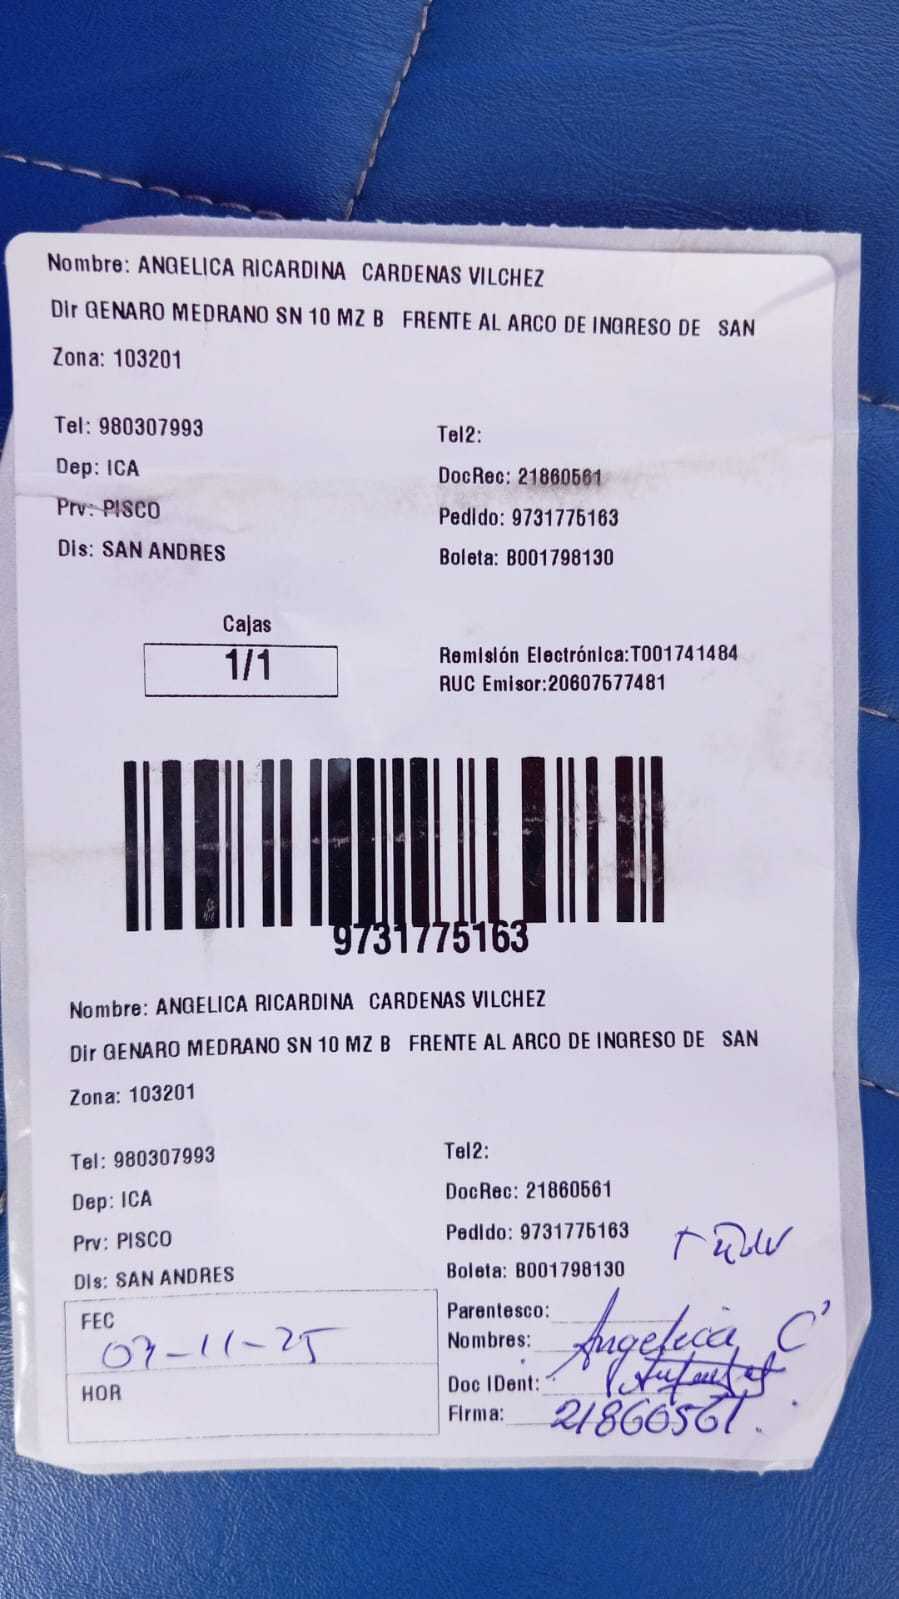 Nombre: ANGELICA RICARDINA CARDENAS VILCHEZ
Dir GENARO MEDRANO SN 10 MZ B FRENTE AL ARCO DE INGRESO DE SAN
Zona: 103201
Tel: 980307993
Tel2:
Dep: ICA
DocRec: 21860561
Prv: PISCO
Pedido: 9731775163
Dis: SAN ANDRES
Boleta: B001798130
Cajas
1/1
Remisión Electrónica:T001741484
RUC Emisor:20607577481
9731775163
Nombre: ANGELICA RICARDINA CARDENAS VILCHEZ
Dir GENARO MEDRANO SN 10 MZ B FRENTE AL ARCO DE INGRESO DE SAN
Zona: 103201
Tel: 980307993
Tel2:
Dep: ICA
DocRec: 21860561
Prv: PISCO
Pedido: 9731775163
Dis: SAN ANDRES
Boleta: B001798130
FEC
07-11-25
HOR
Parentesco:
Nombres: Angelica C
Doc IDent:
Firma: 21860561.